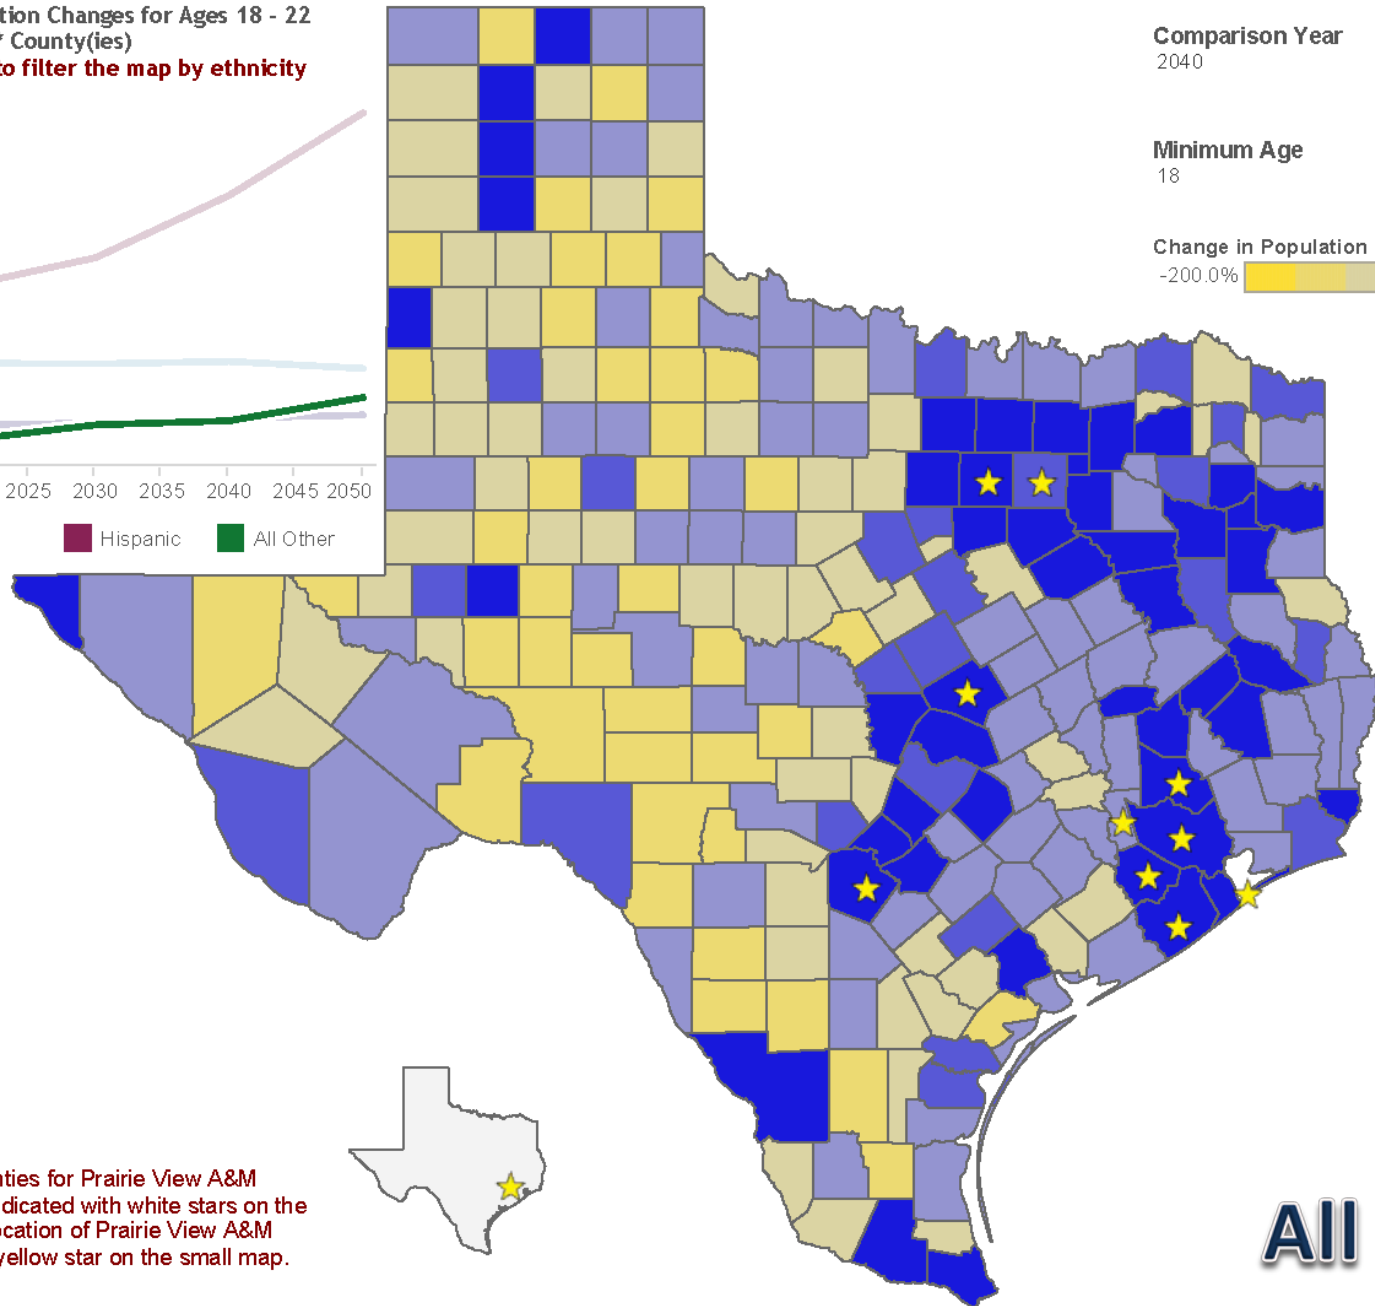 tion Changes for Ages 18 - 22
* County(ies)
to filter the map by ethnicity
Comparison Year
2040
Minimum Age
18
Change in Population
-200.0%
2025 2030 2035 2040 2045 2050
Hispanic All Other
nties for Prairie View A&M
dicated with white stars on the
ocation of Prairie View A&M
yellow star on the small map.
All